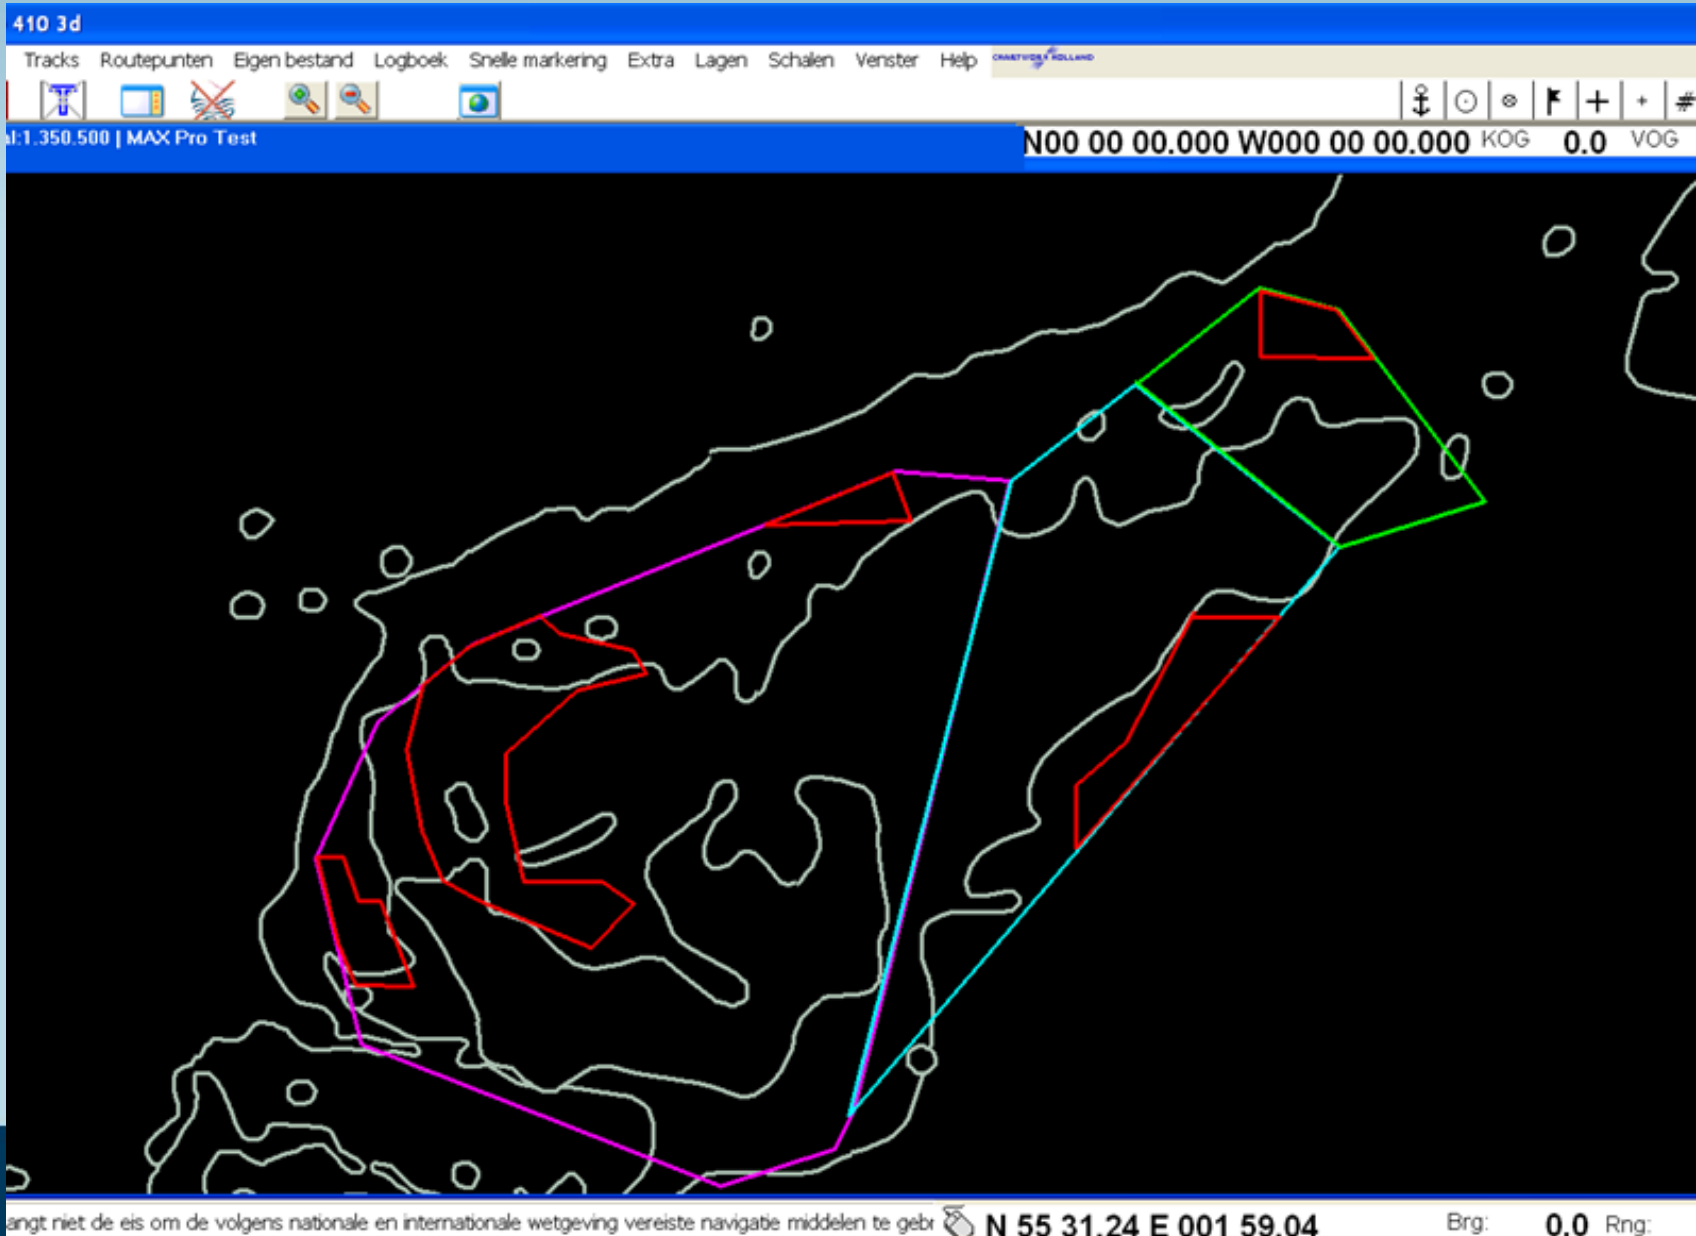 410 3d
Tracks Routepunten Eigen bestand Logboek Snelle markering Extra Lagen Schalen Venster Help CHARTWORX HOLLAND
al:1.350.500 | MAX Pro Test
N00 00 00.000 W000 00 00.000 KOG 0.0 VOG
angt niet de eis om de volgens nationale en internationale wetgeving vereiste navigatie middelen te gebr N 55 31.24 E 001 59.04 Brg: 0.0 Rng: